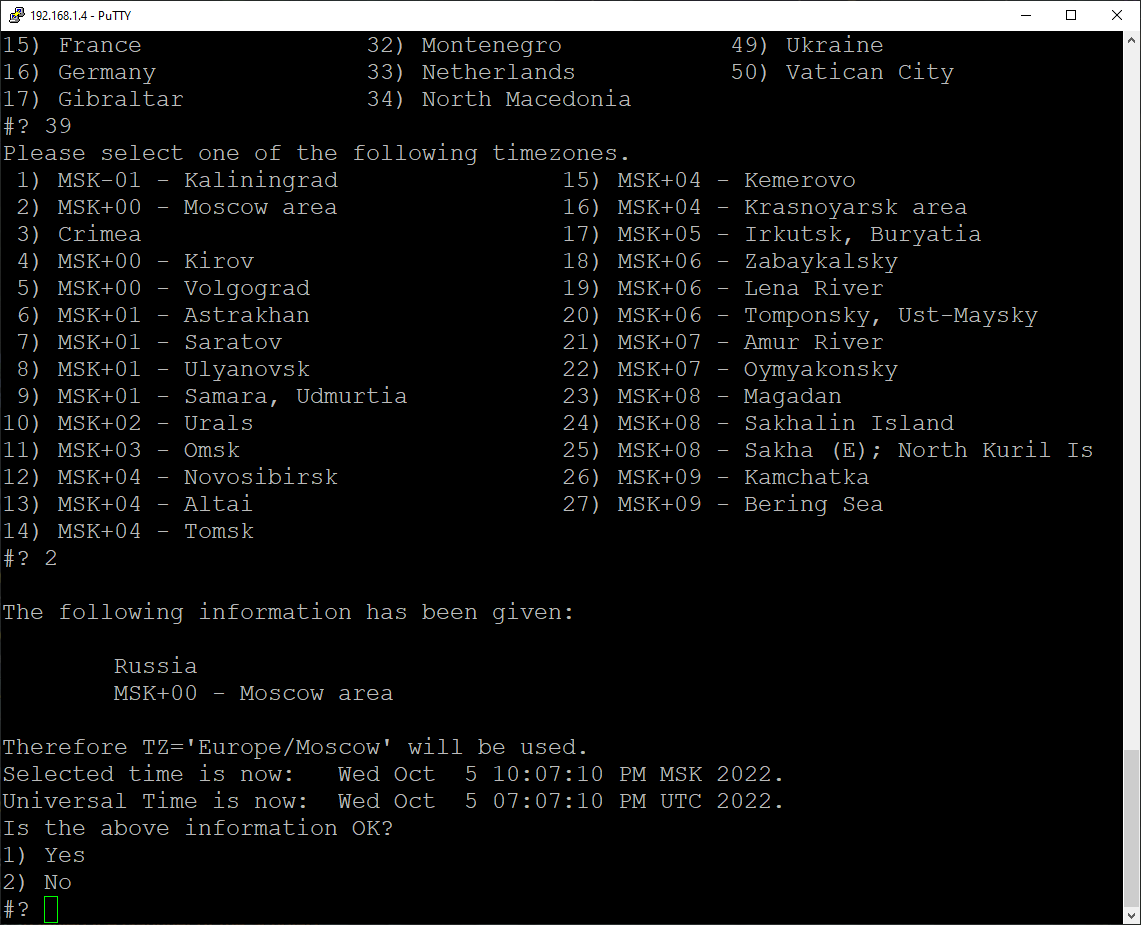 192.168.1.4 - PuTTY
15) France                32) Montenegro            49) Ukraine
16) Germany               33) Netherlands           50) Vatican City
17) Gibraltar             34) North Macedonia
#? 39
Please select one of the following timezones.
 1) MSK-01 - Kaliningrad                15) MSK+04 - Kemerovo
 2) MSK+00 - Moscow area                16) MSK+04 - Krasnoyarsk area
 3) Crimea                              17) MSK+05 - Irkutsk, Buryatia
 4) MSK+00 - Kirov                      18) MSK+06 - Zabaykalsky
 5) MSK+00 - Volgograd                  19) MSK+06 - Lena River
 6) MSK+01 - Astrakhan                  20) MSK+06 - Tomponsky, Ust-Maysky
 7) MSK+01 - Saratov                    21) MSK+07 - Amur River
 8) MSK+01 - Ulyanovsk                  22) MSK+07 - Oymyakonsky
 9) MSK+01 - Samara, Udmurtia           23) MSK+08 - Magadan
10) MSK+02 - Urals                      24) MSK+08 - Sakhalin Island
11) MSK+03 - Omsk                       25) MSK+08 - Sakha (E); North Kuril Is
12) MSK+04 - Novosibirsk                26) MSK+09 - Kamchatka
13) MSK+04 - Altai                      27) MSK+09 - Bering Sea
14) MSK+04 - Tomsk
#? 2
The following information has been given:
        Russia
        MSK+00 - Moscow area
Therefore TZ='Europe/Moscow' will be used.
Selected time is now:   Wed Oct  5 10:07:10 PM MSK 2022.
Universal Time is now:  Wed Oct  5 07:07:10 PM UTC 2022.
Is the above information OK?
1) Yes
2) No
#?